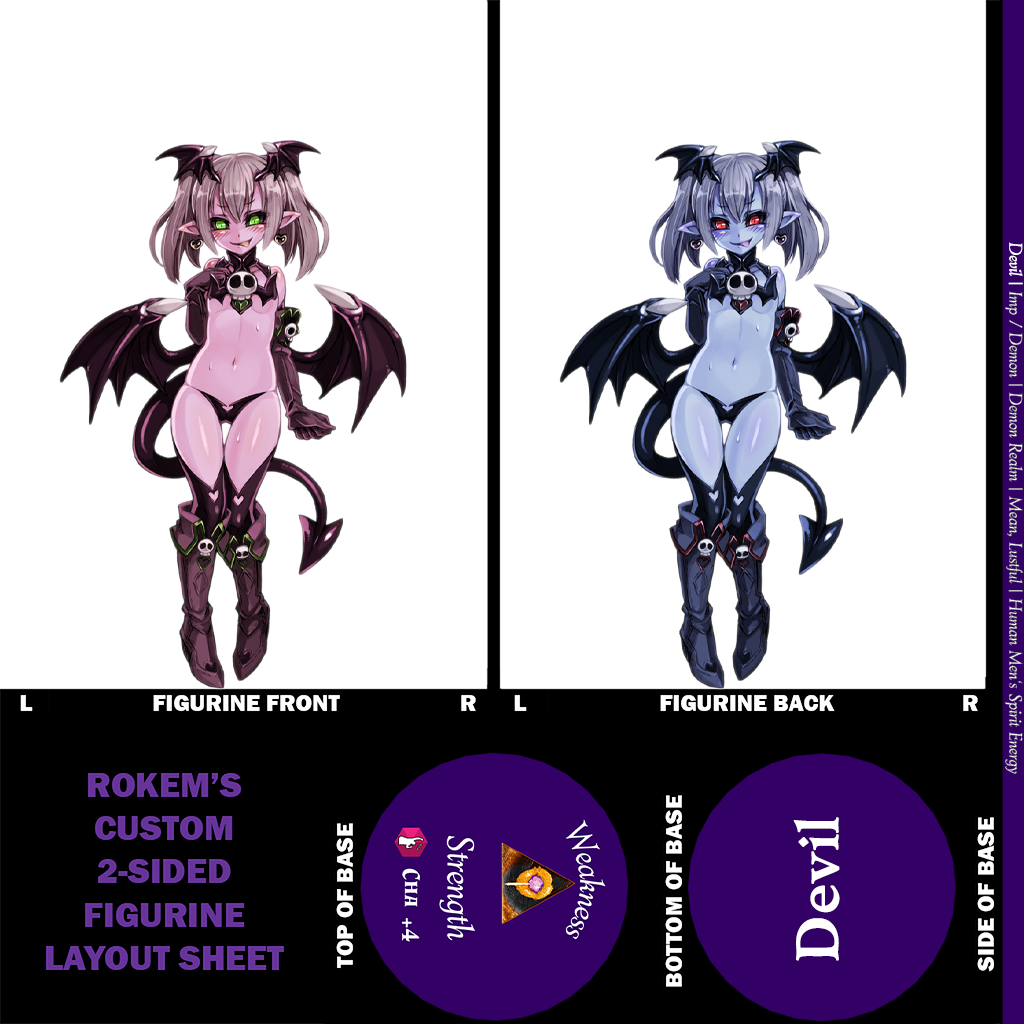 L
FIGURINE FRONT
R
L
FIGURINE BACK
R
Devil | Imp / Demon | Demon Realm | Mean, Lustful | Human Men's Spirit Energy
ROKEM'S
CUSTOM
2-SIDED
FIGURINE
LAYOUT SHEET
TOP OF BASE
Weakness
Strength
CHA +4
BOTTOM OF BASE
Devil
SIDE OF BASE